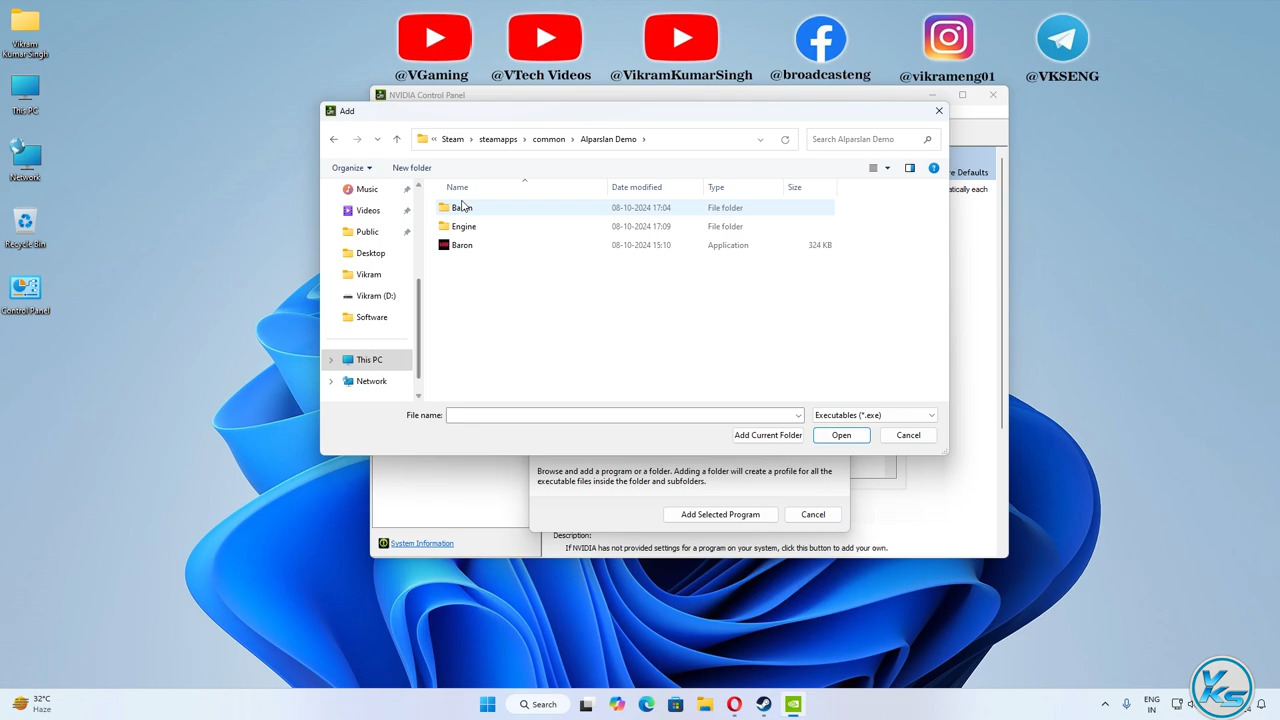 Vikram
Kumar Singh
This PC
Network
Recycle Bin
Control Panel
@VGaming
@VTech Videos
@VikramKumarSingh
@broadcasteng
@vikrameng01
@VKSENG
NVIDIA Control Panel
Add
« Steam > steamapps > common > Alparslan Demo >
Search Alparslan Demo
Organize
New folder
Music
Videos
Public
Desktop
Vikram
Vikram (D:)
Software
This PC
Network
Name Date modified Type Size
Baron 08-10-2024 17:04 File folder
Engine 08-10-2024 17:09 File folder
Baron 08-10-2024 15:10 Application 324 KB
File name:
Executables (*.exe)
Add Current Folder
Open
Cancel
e Defaults
atically each
Browse and add a program or a folder. Adding a folder will create a profile for all the
executable files inside the folder and subfolders.
Add Selected Program
Cancel
System Information
Description:
If NVIDIA has not provided settings for a program on your system, click this button to add your own.
32°C
Haze
Search
ENG
IN
VKS